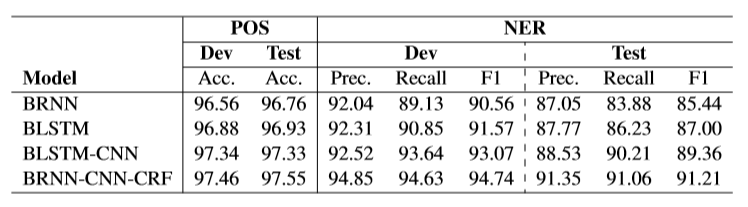 POS NER
Dev Test Dev Test
Model Acc. Acc. Prec. Recall F1 Prec. Recall F1
BRNN 96.56 96.76 92.04 89.13 90.56 87.05 83.88 85.44
BLSTM 96.88 96.93 92.31 90.85 91.57 87.77 86.23 87.00
BLSTM-CNN 97.34 97.33 92.52 93.64 93.07 88.53 90.21 89.36
BRNN-CNN-CRF 97.46 97.55 94.85 94.63 94.74 91.35 91.06 91.21